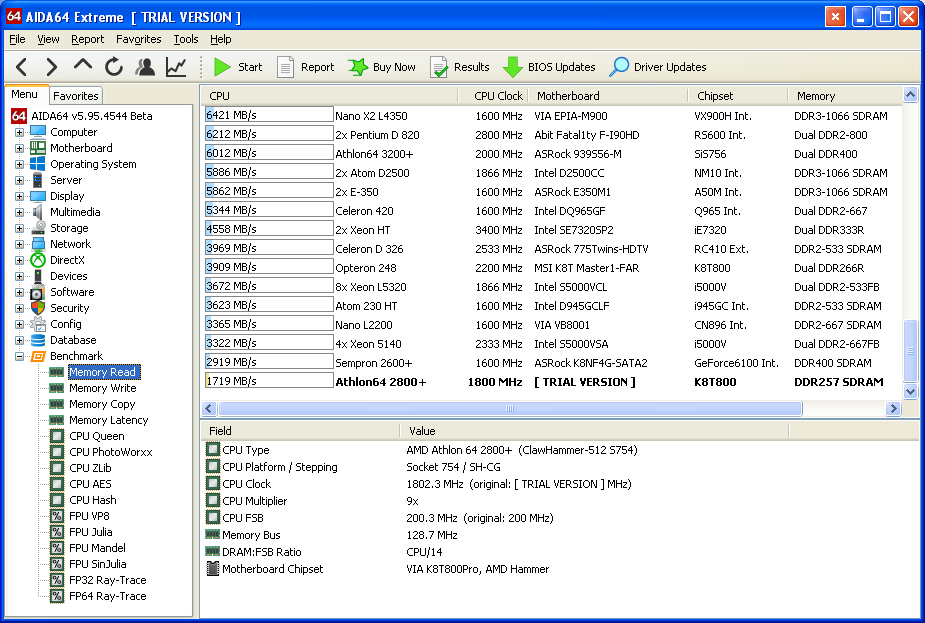 64 AIDA64 Extreme [ TRIAL VERSION ]
File View Report Favorites Tools Help
Start Report Buy Now Results BIOS Updates Driver Updates
Menu Favorites
64 AIDA64 v5.95.4544 Beta
Computer
Motherboard
Operating System
Server
Display
Multimedia
Storage
Network
DirectX
Devices
Software
Security
Config
Database
Benchmark
Memory Read
Memory Write
Memory Copy
Memory Latency
CPU Queen
CPU PhotoWorxx
CPU ZLib
CPU AES
CPU Hash
FPU VP8
FPU Julia
FPU Mandel
FPU SinJulia
FP32 Ray-Trace
FP64 Ray-Trace
CPU CPU Clock Motherboard Chipset Memory
6421 MB/s Nano X2 L4350 1600 MHz VIA EPIA-M900 VX900H Int. DDR3-1066 SDRAM
6212 MB/s 2x Pentium D 820 2800 MHz Abit Fatal1ty F-I90HD RS600 Int. Dual DDR2-800
6012 MB/s Athlon64 3200+ 2000 MHz ASRock 939S56-M SiS756 Dual DDR400
5886 MB/s 2x Atom D2500 1866 MHz Intel D2500CC NM10 Int. DDR3-1066 SDRAM
5862 MB/s 2x E-350 1600 MHz ASRock E350M1 A50M Int. DDR3-1066 SDRAM
5344 MB/s Celeron 420 1600 MHz Intel DQ965GF Q965 Int. Dual DDR2-667
4558 MB/s 2x Xeon HT 3400 MHz Intel SE7320SP2 iE7320 Dual DDR333R
3969 MB/s Celeron D 326 2533 MHz ASRock 775Twins-HDTV RC410 Ext. DDR2-533 SDRAM
3909 MB/s Opteron 248 2200 MHz MSI K8T Master1-FAR K8T800 Dual DDR266R
3672 MB/s 8x Xeon L5320 1866 MHz Intel S5000VCL i5000V Dual DDR2-533FB
3623 MB/s Atom 230 HT 1600 MHz Intel D945GCLF i945GC Int. DDR2-533 SDRAM
3365 MB/s Nano L2200 1600 MHz VIA VB8001 CN896 Int. DDR2-667 SDRAM
3322 MB/s 4x Xeon 5140 2333 MHz Intel S5000VSA i5000V Dual DDR2-667FB
2919 MB/s Sempron 2600+ 1600 MHz ASRock K8NF4G-SATA2 GeForce6100 Int. DDR400 SDRAM
1719 MB/s Athlon64 2800+ 1800 MHz [ TRIAL VERSION ] K8T800 DDR257 SDRAM
Field Value
CPU Type AMD Athlon 64 2800+ (ClawHammer-512 S754)
CPU Platform / Stepping Socket 754 / SH-CG
CPU Clock 1802.3 MHz (original: [ TRIAL VERSION ] MHz)
CPU Multiplier 9x
CPU FSB 200.3 MHz (original: 200 MHz)
Memory Bus 128.7 MHz
DRAM:FSB Ratio CPU/14
Motherboard Chipset VIA K8T800Pro, AMD Hammer